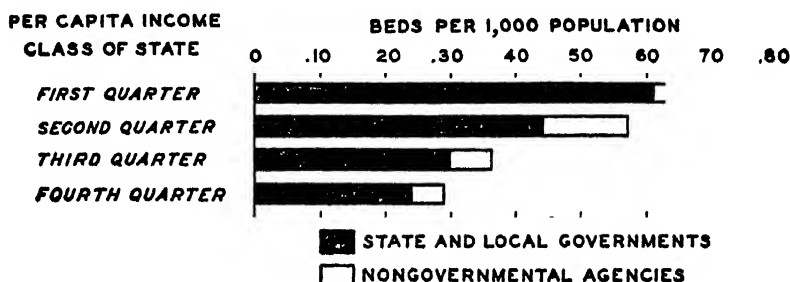 PER CAPITA INCOME
CLASS OF STATE
BEDS PER 1,000 POPULATION
0 .10 .20 .30 40 50 60 70 .80
FIRST QUARTER
SECOND QUARTER
THIRD QUARTER
FOURTH QUARTER
STATE AND LOCAL GOVERNMENTS
NONGOVERNMENTAL AGENCIES